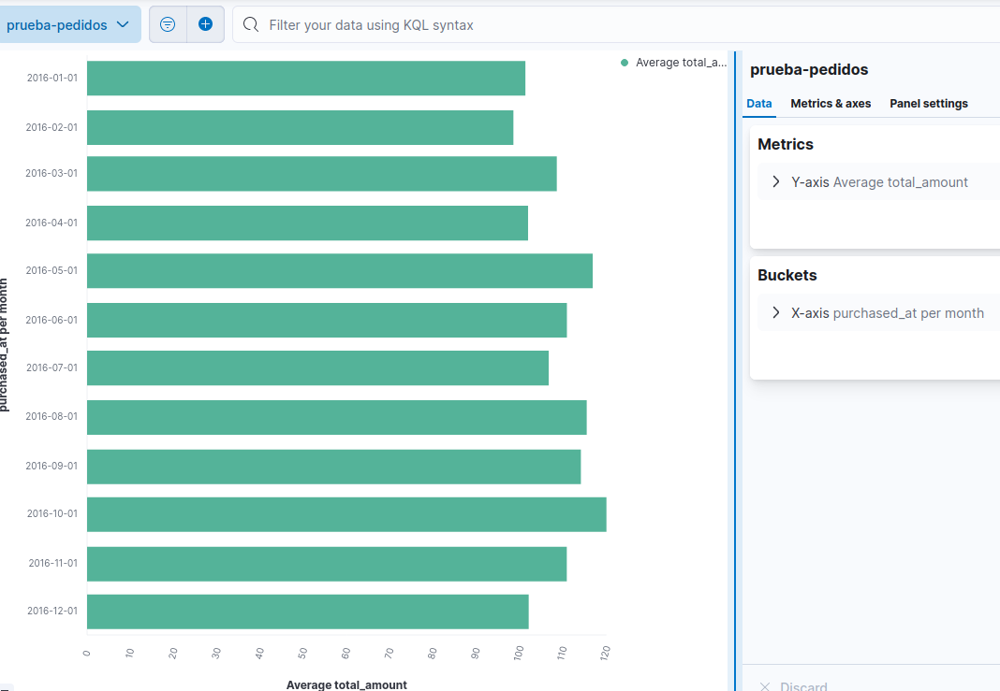 prueba-pedidos
Filter your data using KQL syntax
2016-01-01
2016-02-01
2016-03-01
2016-04-01
2016-05-01
2016-06-01
2016-07-01
2016-08-01
2016-09-01
2016-10-01
2016-11-01
2016-12-01
purchased_at per month
0 10 20 30 40 50 60 70 80 90 100 110 120
Average total_amount
Average total_a...
prueba-pedidos
Data Metrics & axes Panel settings
Metrics
Y-axis Average total_amount
Buckets
X-axis purchased_at per month
Discard